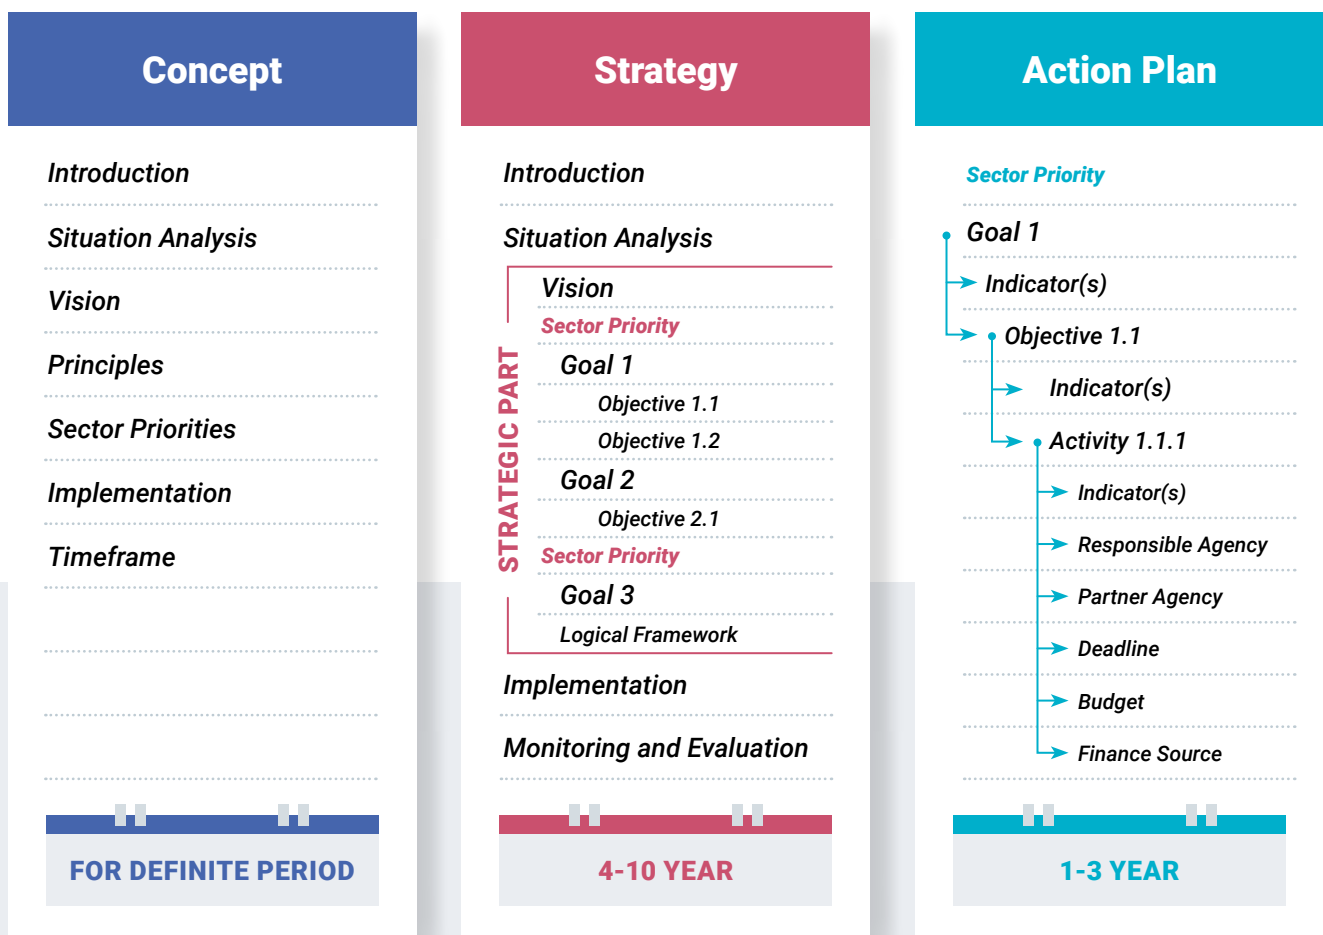 Concept
Introduction
Situation Analysis
Vision
Principles
Sector Priorities
Implementation
Timeframe
FOR DEFINITE PERIOD
Strategy
Introduction
Situation Analysis
STRATEGIC PART
Vision
Sector Priority
Goal 1
Objective 1.1
Objective 1.2
Goal 2
Objective 2.1
Sector Priority
Goal 3
Logical Framework
Implementation
Monitoring and Evaluation
4-10 YEAR
Action Plan
Sector Priority
Goal 1
Indicator(s)
Objective 1.1
Indicator(s)
Activity 1.1.1
Indicator(s)
Responsible Agency
Partner Agency
Deadline
Budget
Finance Source
1-3 YEAR